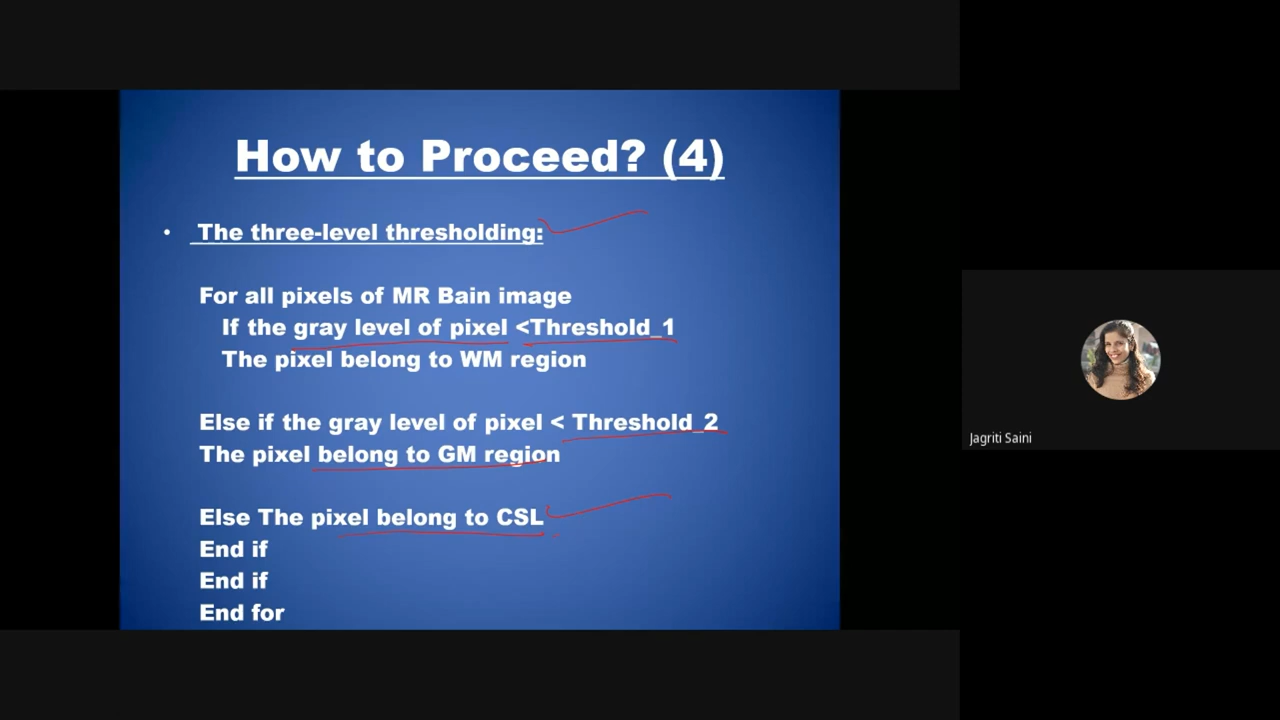 How to Proceed? (4)
• The three-level thresholding:
For all pixels of MR Bain image
If the gray level of pixel <Threshold_1
The pixel belong to WM region
Else if the gray level of pixel < Threshold_2
The pixel belong to GM region
Else The pixel belong to CSL
End if
End if
End for
Jagriti Saini